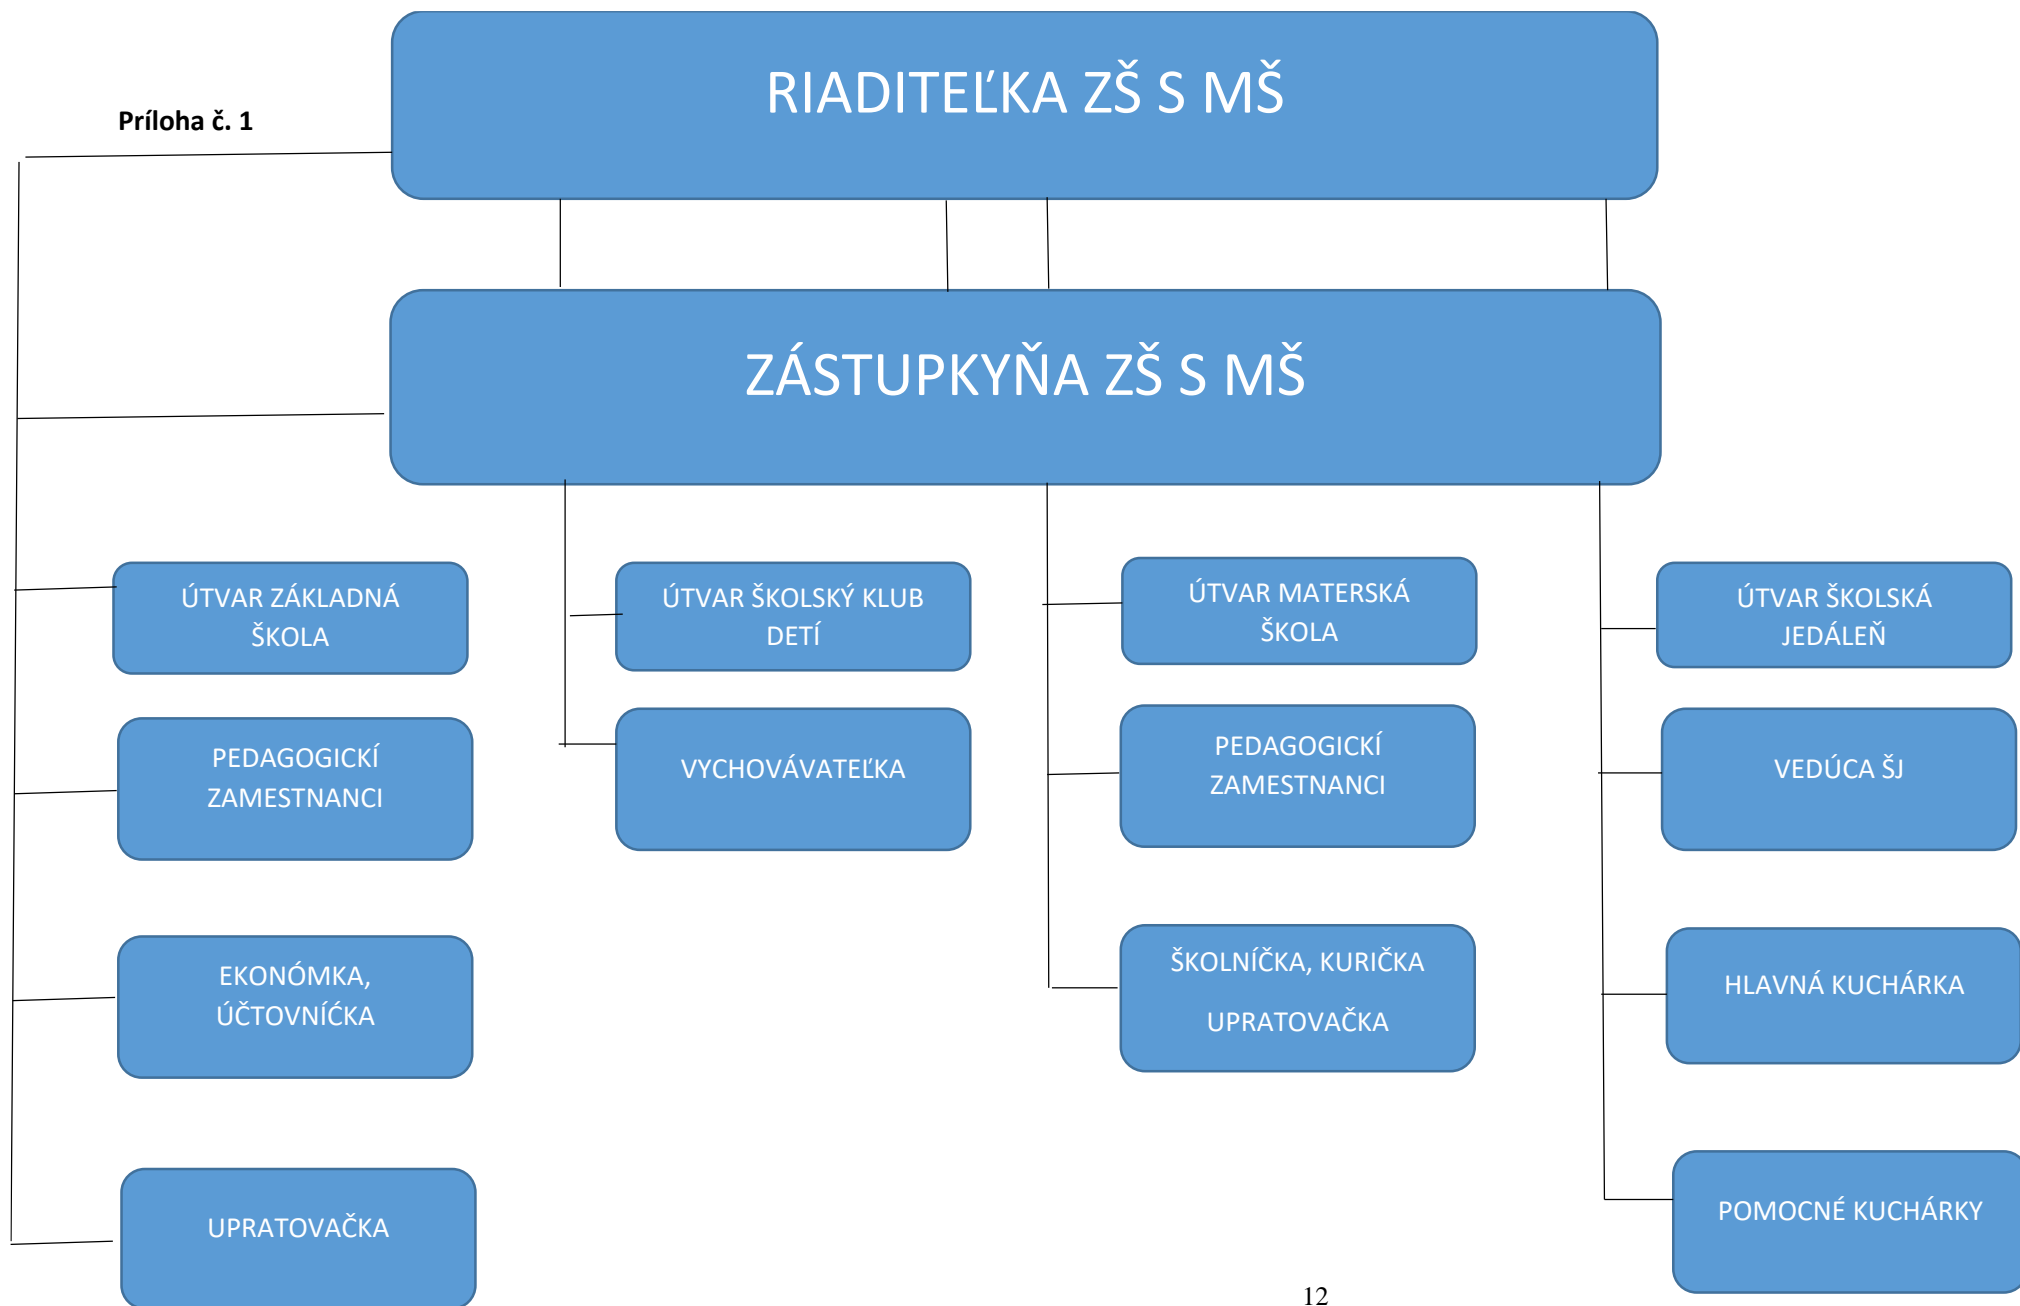 RIADITEĽKA ZŠ S MŠ
Príloha č. 1
ZÁSTUPKYŇA ZŠ S MŠ
ÚTVAR ZÁKLADNÁ
ŠKOLA
PEDAGOGICKÍ
ZAMESTNANCI
EKONÓMKA,
ÚČTOVNÍĆKA
UPRATOVAČKA
ÚTVAR ŠKOLSKÝ KLUB
DETÍ
VYCHOVÁVATEĽKA
ÚTVAR MATERSKÁ
ŠKOLA
PEDAGOGICKÍ
ZAMESTNANCI
ŠKOLNÍČKA, KURIČKA
UPRATOVAČKA
ÚTVAR ŠKOLSKÁ
JEDÁLEŇ
VEDÚCA ŠJ
HLAVNÁ KUCHÁRKA
POMOCNÉ KUCHÁRKY
12